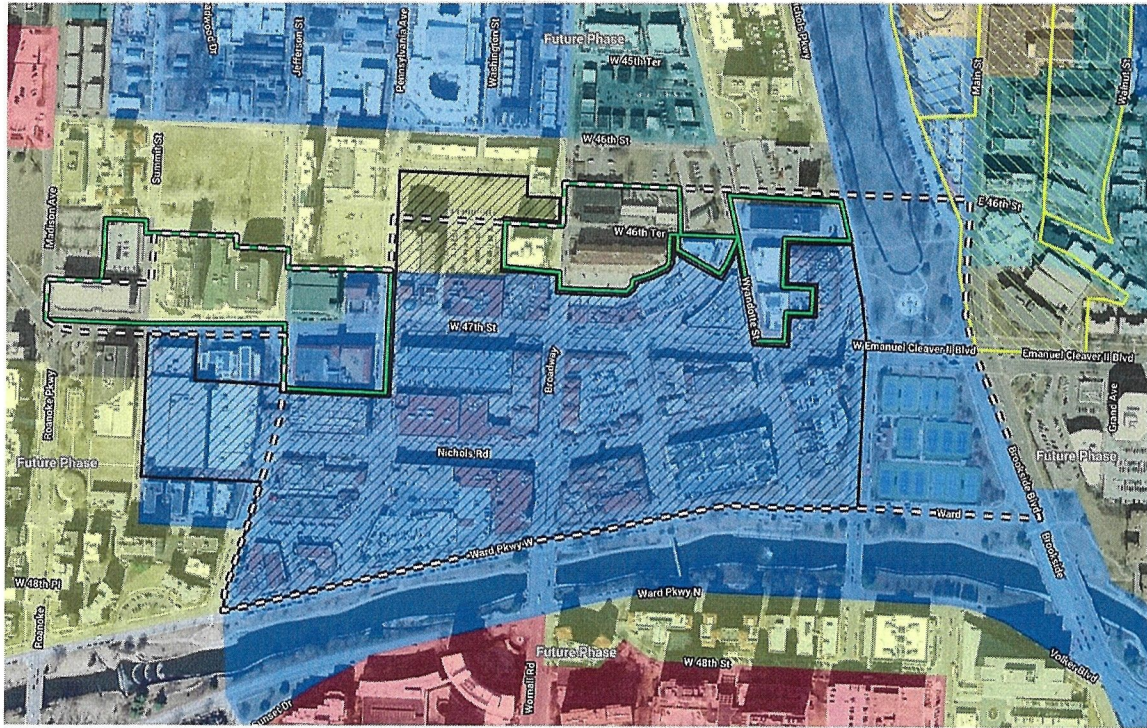 Jefferson St
Pennsylvania Ave
Washington St
Future Phase
W 45th Ter
Main St
Walnut St
W 46th St
Summit St
Madison Ave
E 46th St
W 46th Ter
W 47th St
Wyandotte St
Broadway
W Emanuel Cleaver II Blvd
Emanuel Cleaver II Blvd
Roanoke Pkwy
Grand Ave
Nichols Rd
Future Phase
Future Phase
Brookside Blvd
Ward
Ward Pkwy W
Brookside
W 48th Pl
Ward Pkwy N
Roanoke
Future Phase
W 48th St
Wornall Rd
Volker Blvd
Sunset Dr